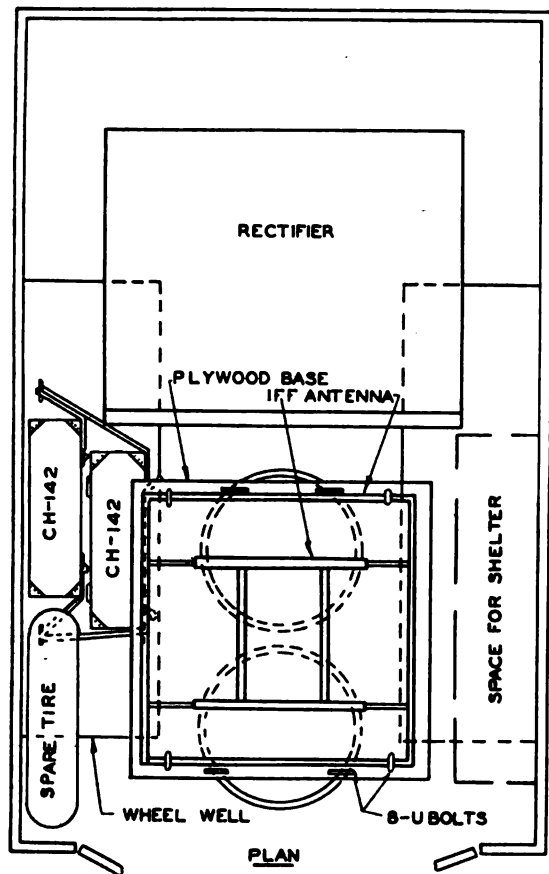 RECTIFIER
PLYWOOD BASE
IFF ANTENNA
CH-142
CH-142
SPACE FOR SHELTER
SPARE TIRE
WHEEL WELL
8-U BOLTS
PLAN